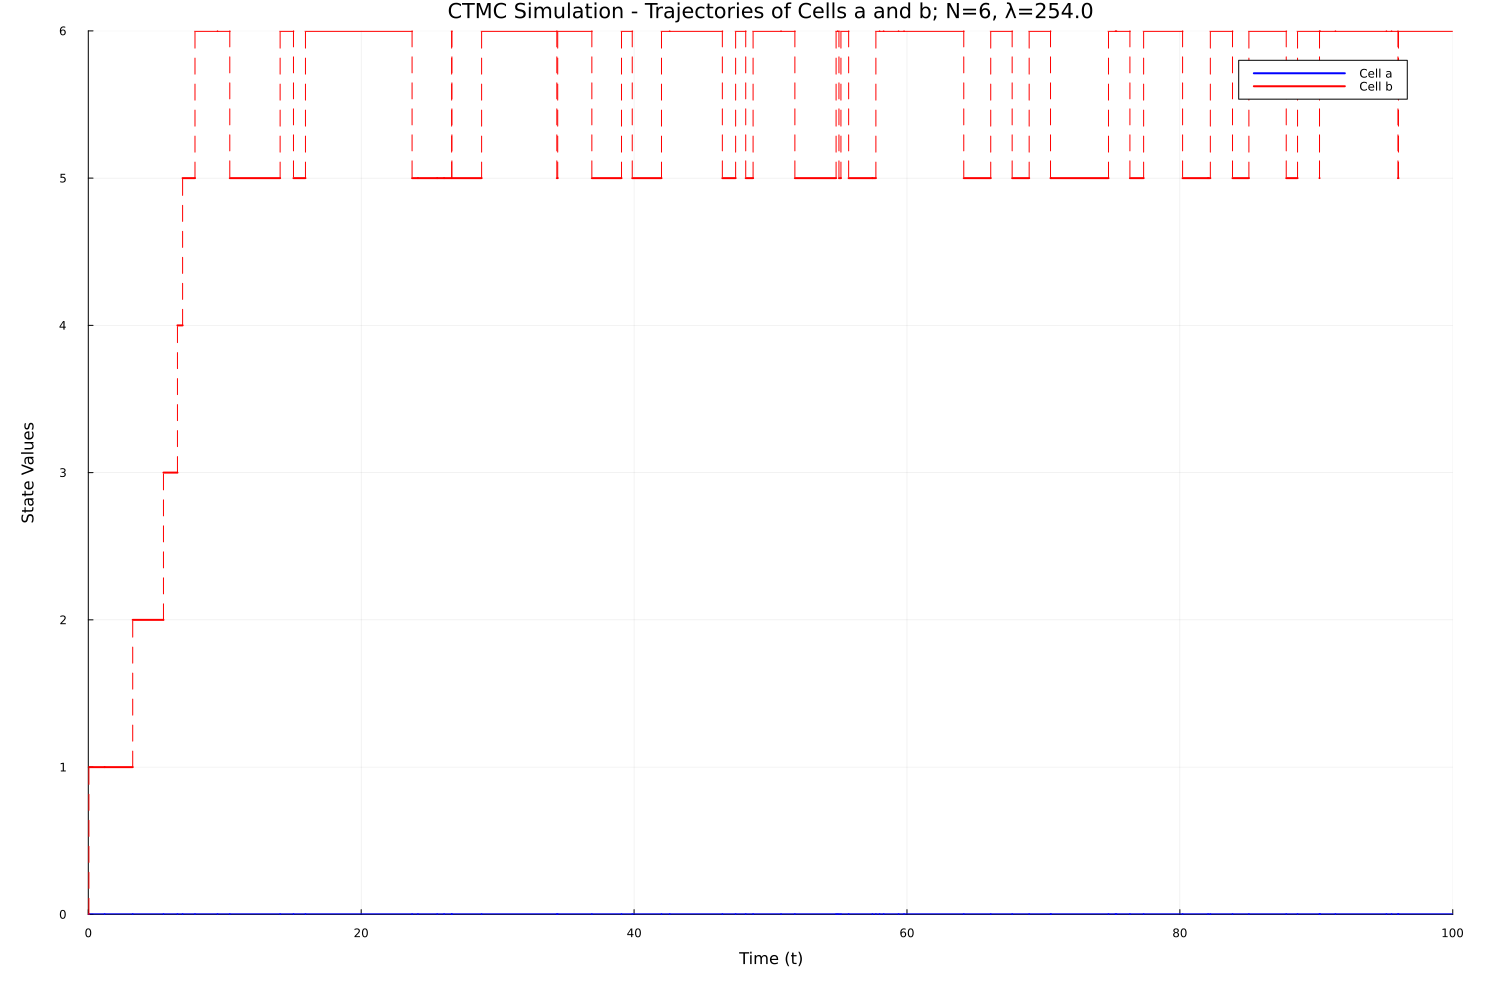 CTMC Simulation - Trajectories of Cells a and b; N=6, λ=254.0
6
Cell a
Cell b
5
4
State Values
3
2
1
0
0 20 40 60 80 100
Time (t)